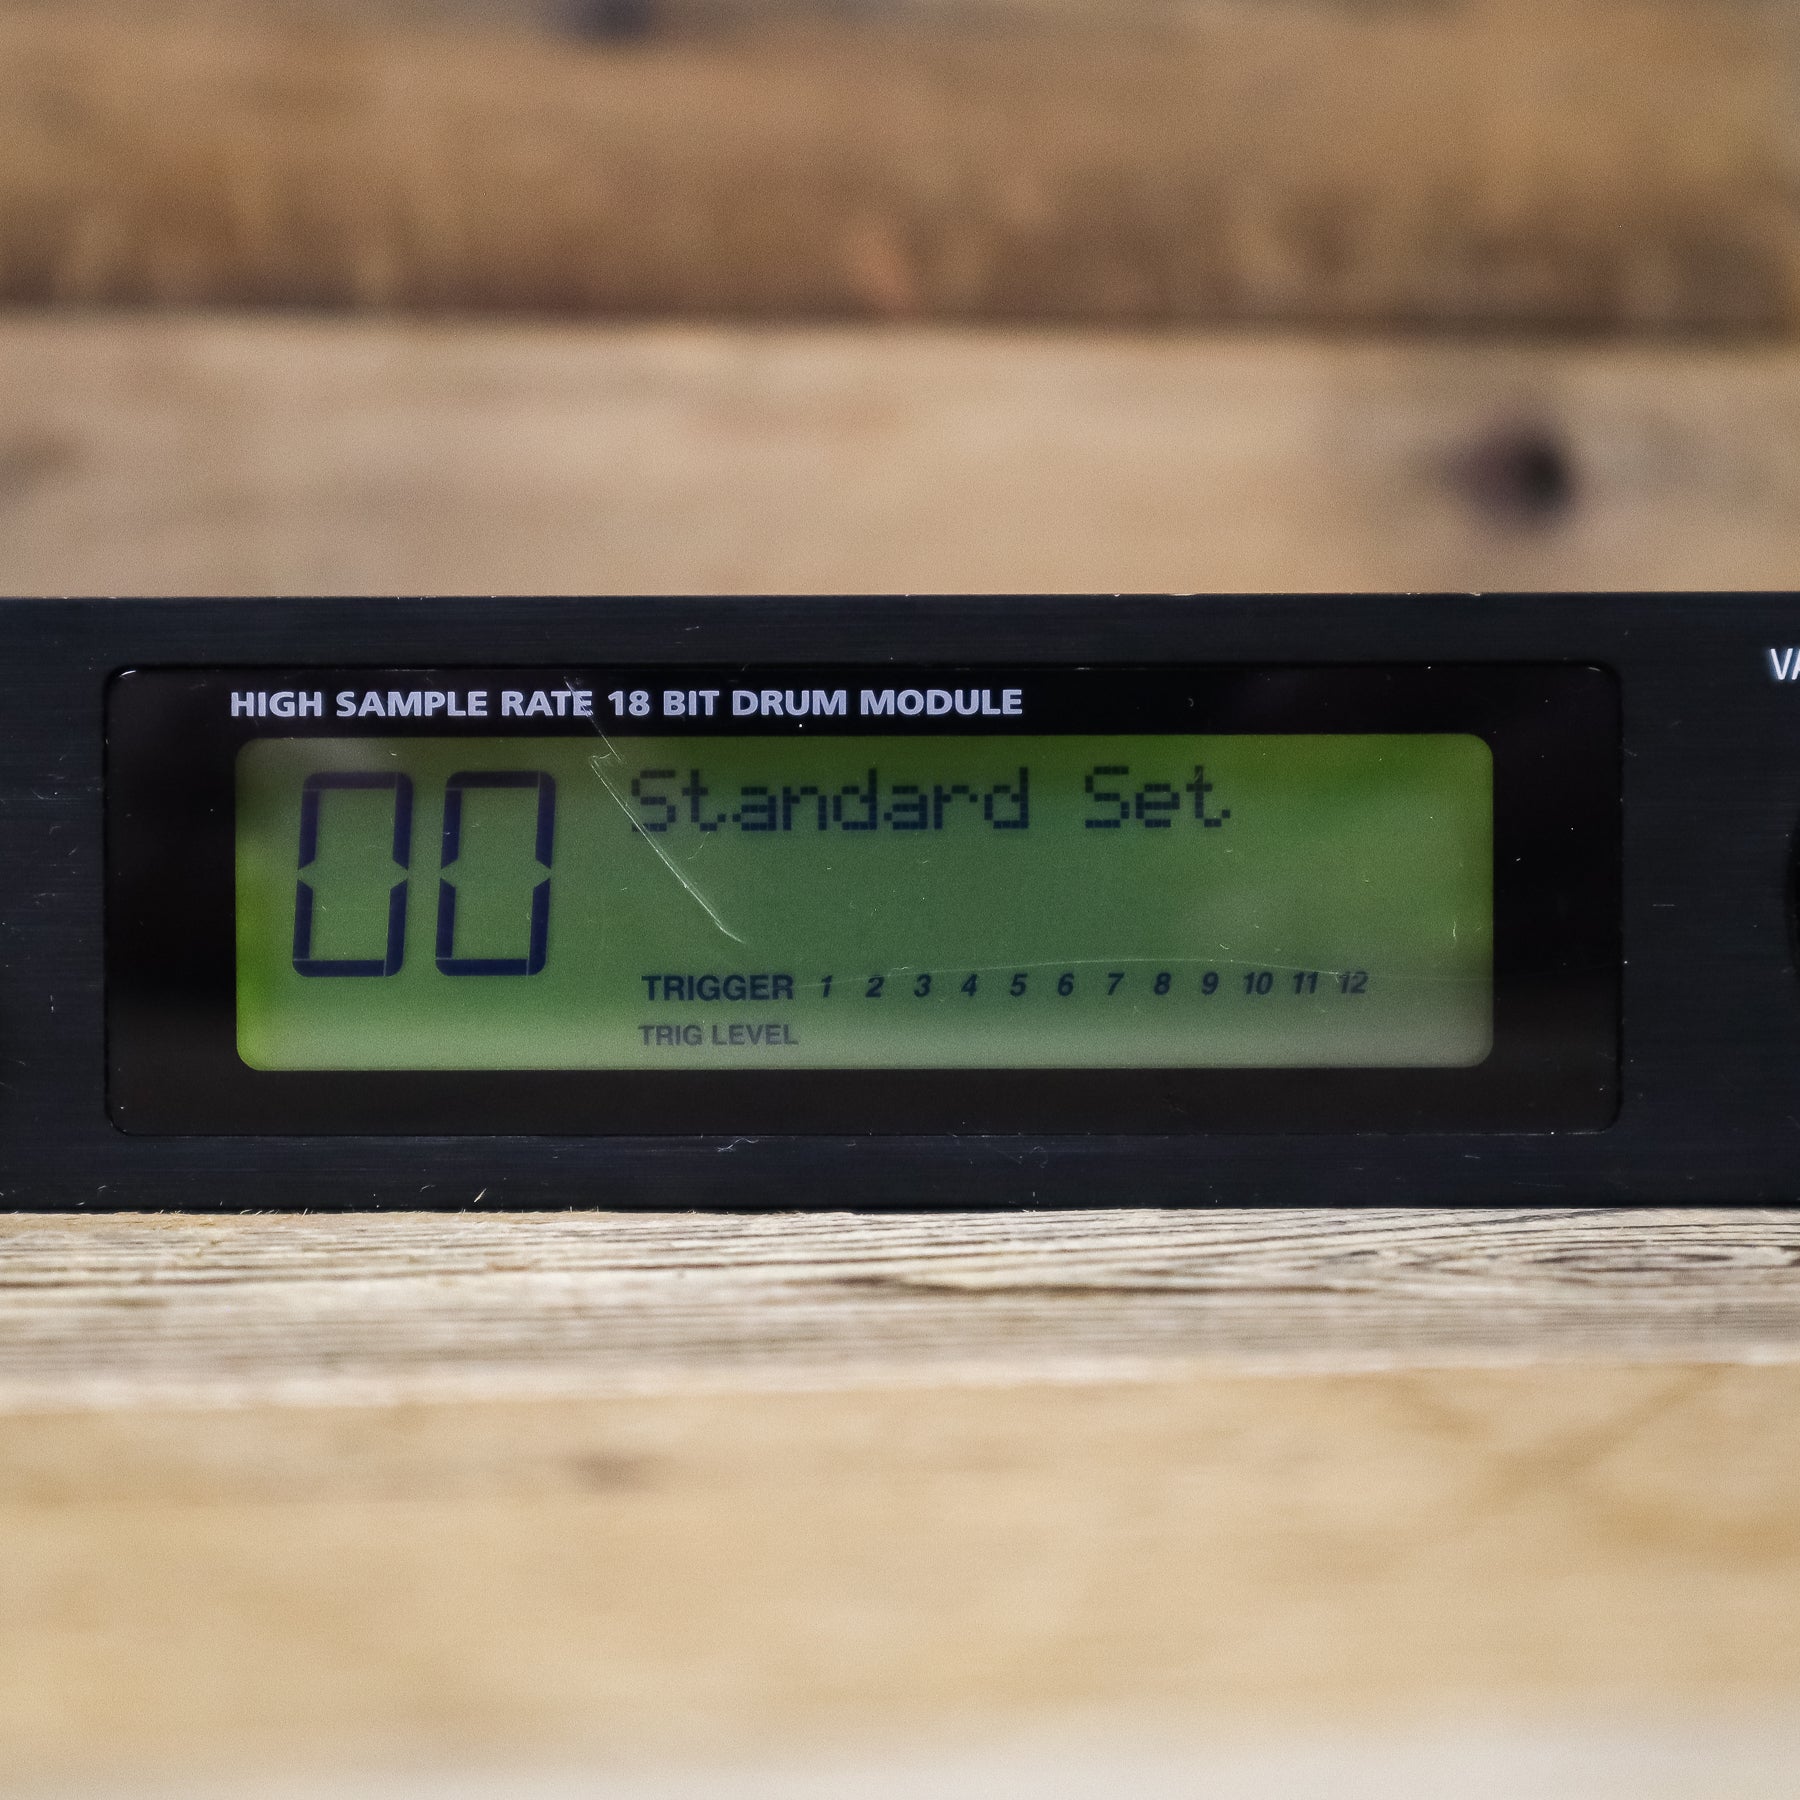 HIGH SAMPLE RATE 18 BIT DRUM MODULE
00 Standard Set
TRIGGER 1 2 3 4 5 6 7 8 9 10 11 12
TRIG LEVEL